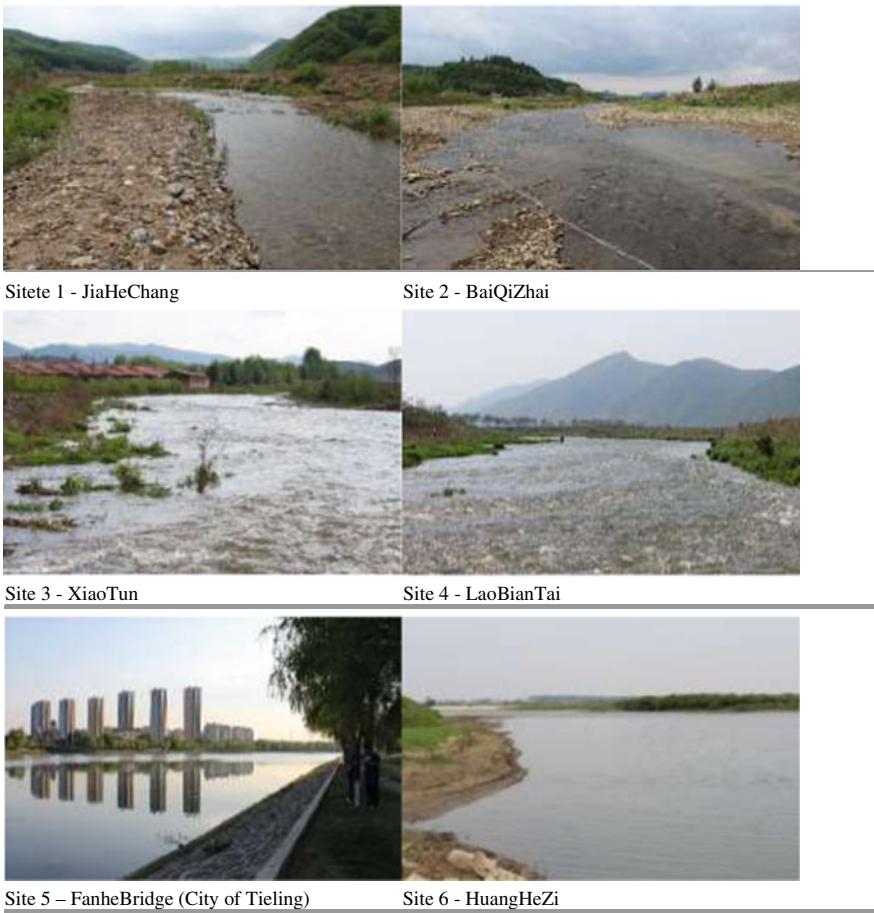 Sitete 1 - JiaHeChang
Site 2 - BaiQiZhai
Site 3 - XiaoTun
Site 4 - LaoBianTai
Site 5 – FanheBridge (City of Tieling)
Site 6 - HuangHeZi